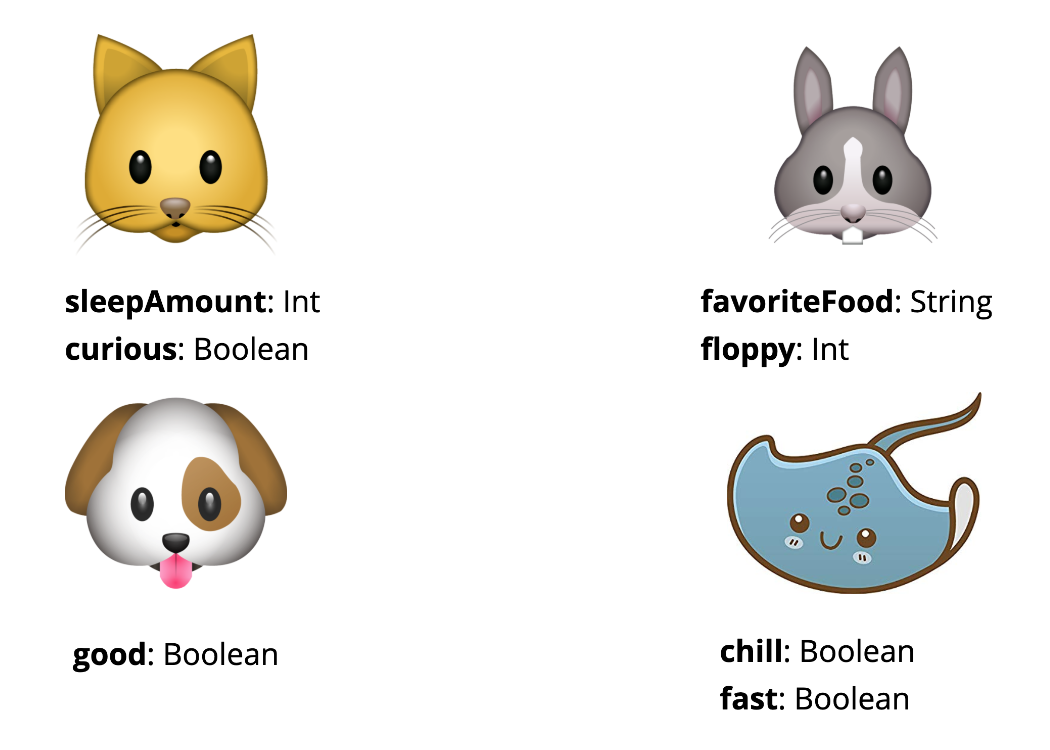 sleepAmount: Int
curious: Boolean
favoriteFood: String
floppy: Int
good: Boolean
chill: Boolean
fast: Boolean